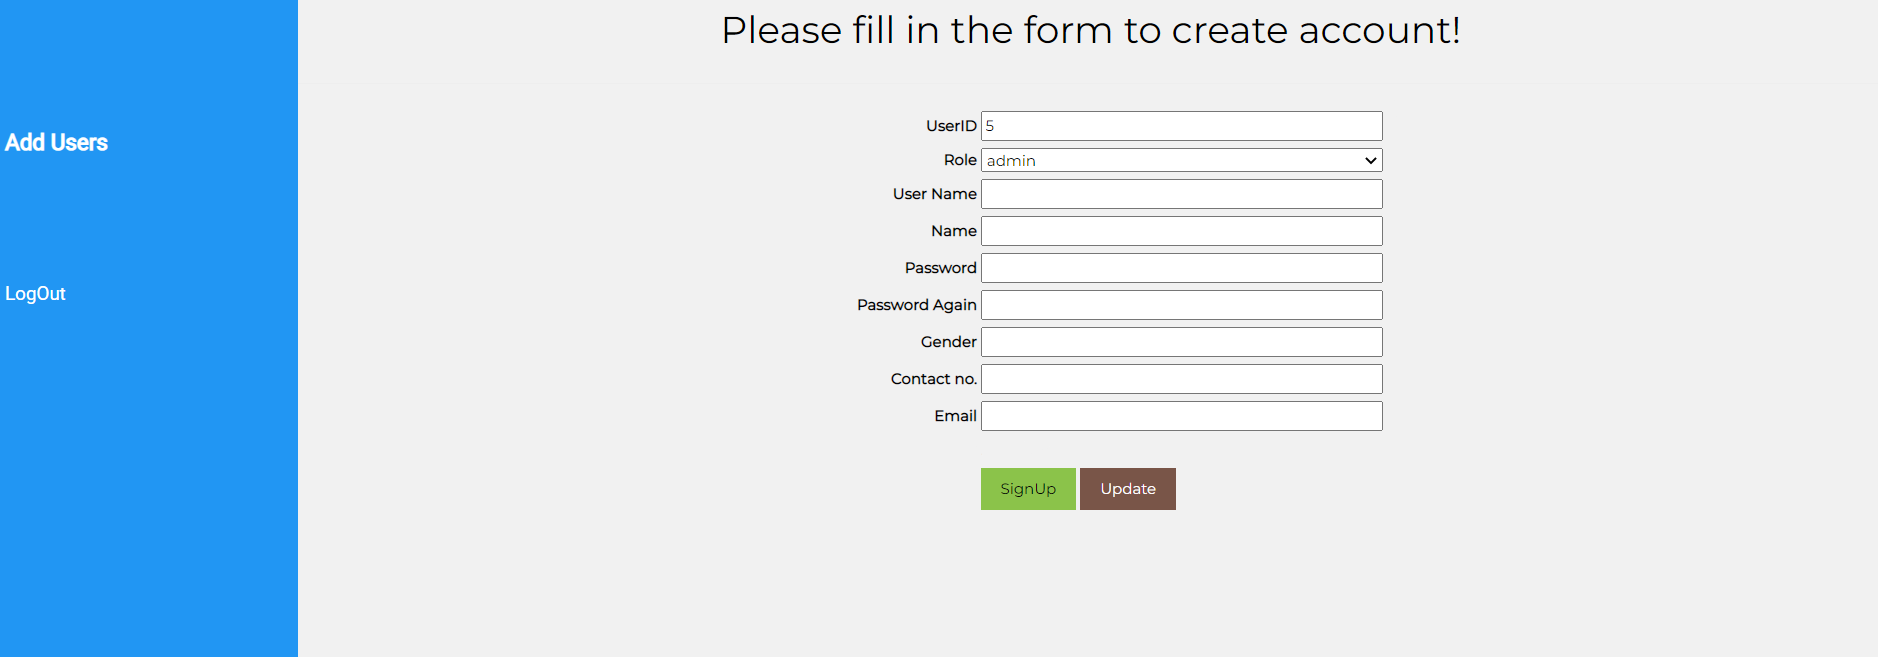 Please fill in the form to create account!
Add Users
LogOut
UserID 5
Role admin
User Name
Name
Password
Password Again
Gender
Contact no.
Email
SignUp Update